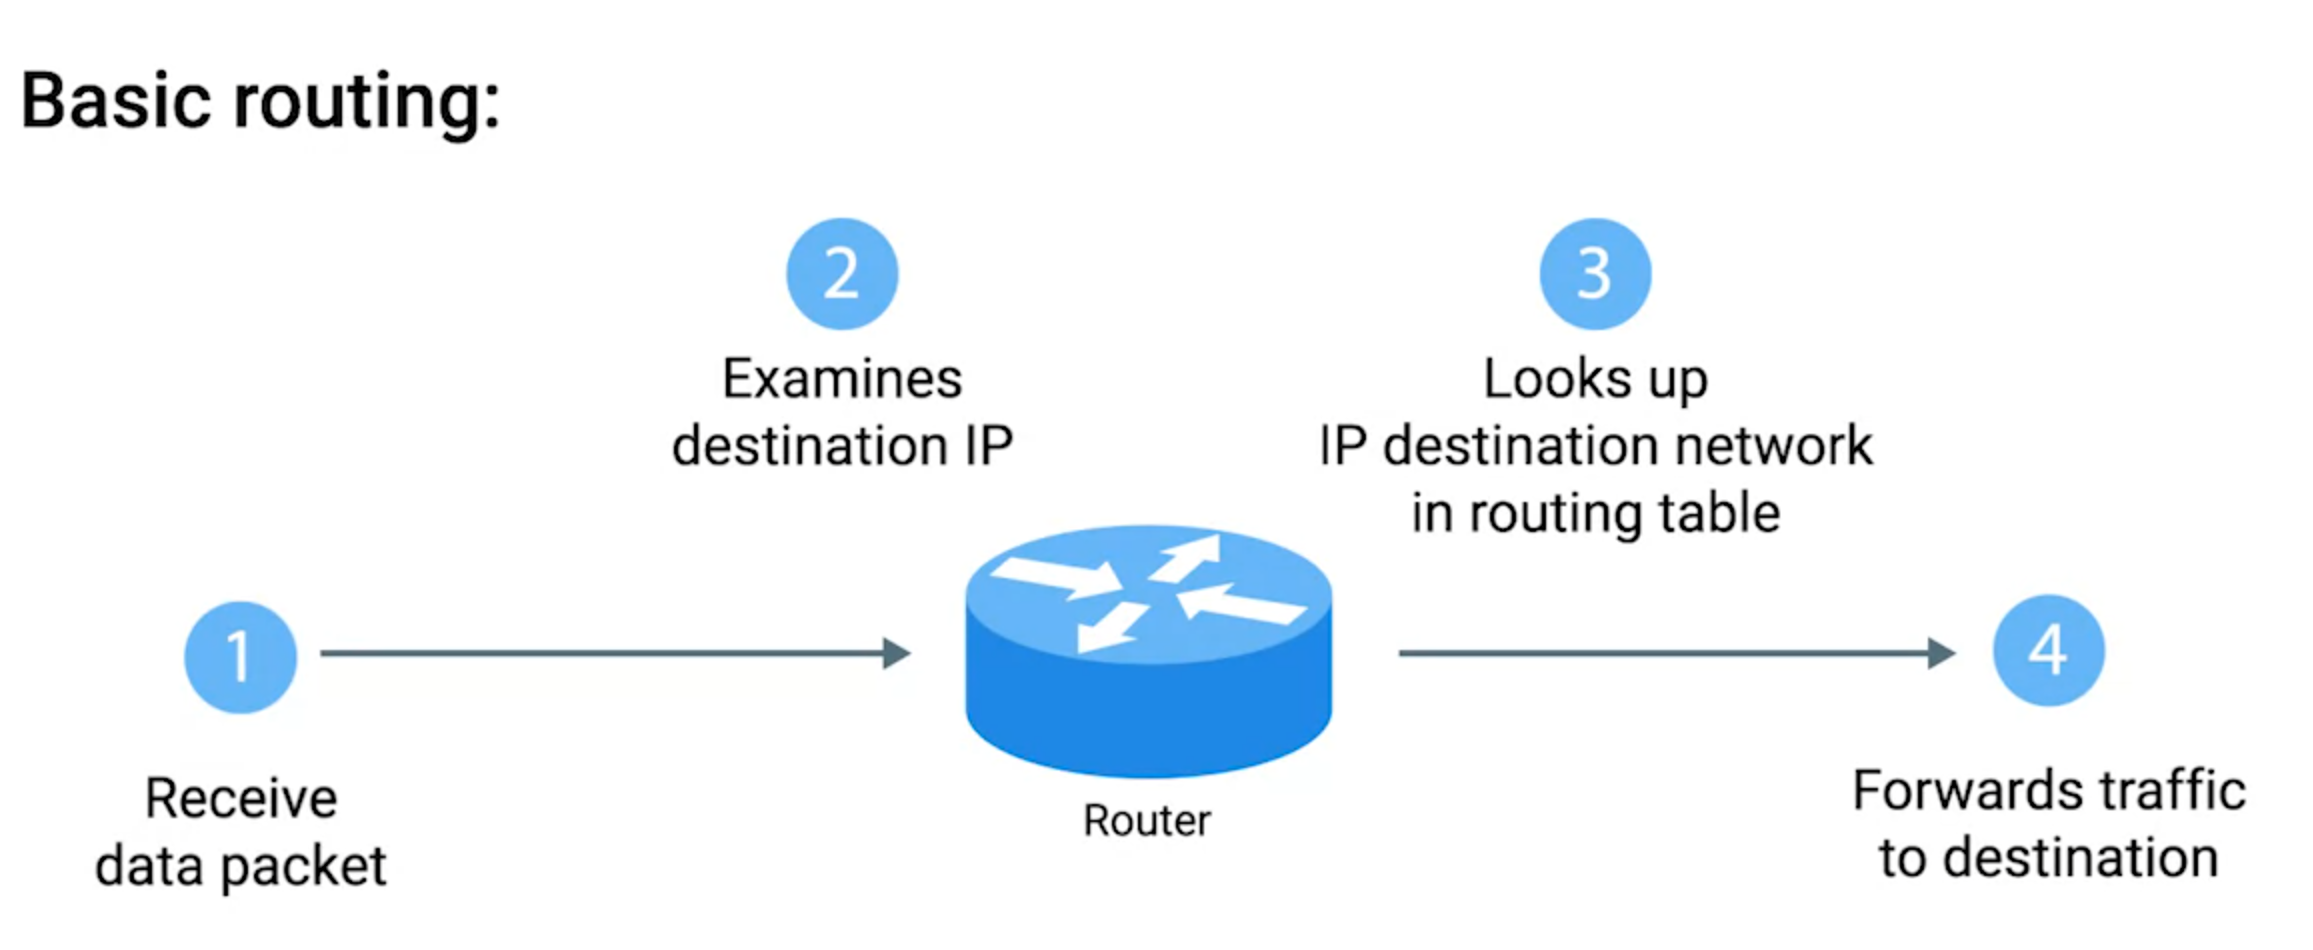 Basic routing:
1
Receive
data packet
2
Examines
destination IP
3
Looks up
IP destination network
in routing table
Router
4
Forwards traffic
to destination